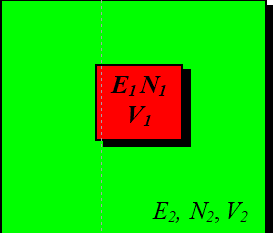 E₁N₁
V₁
E₂, N₂, V₂